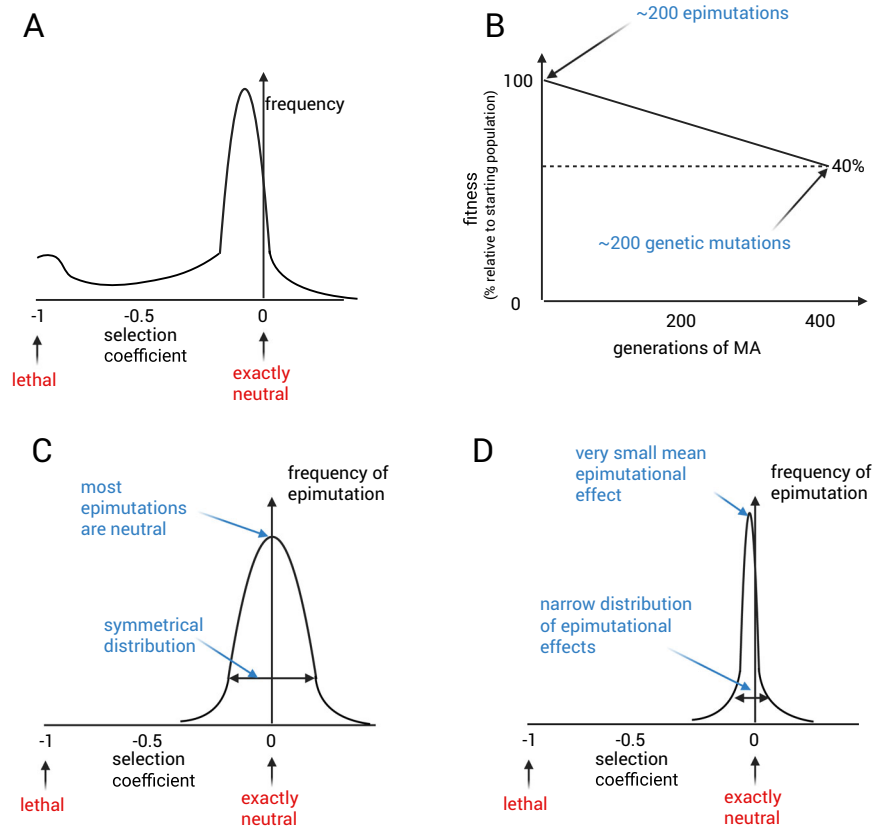 A
frequency
-1
-0.5
0
selection
coefficient
lethal
exactly
neutral
B
~200 epimutations
100
fitness
(% relative to starting population)
40%
~200 genetic mutations
0
200
400
generations of MA
C
most
epimutations
are neutral
frequency of
epimutation
symmetrical
distribution
-1
-0.5
0
selection
coefficient
lethal
exactly
neutral
D
very small mean
epimutational
effect
frequency of
epimutation
narrow distribution
of epimutational
effects
-1
-0.5
0
selection
coefficient
lethal
exactly
neutral